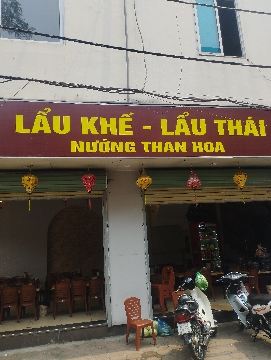 LẨU KHẾ - LẨU THÁI
NƯỚNG THAN HOA